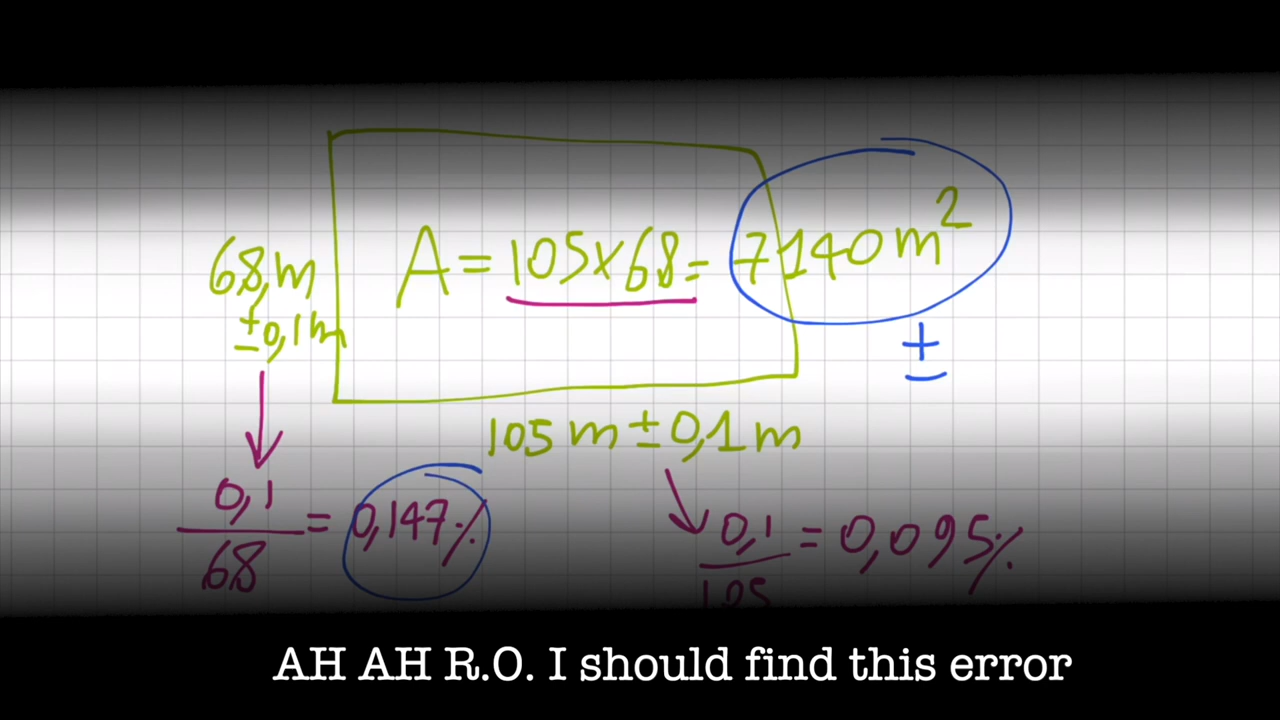 68,m
±0,1m
A = 105x68 = 7140 m²
±
105 m ± 0,1 m
0,1
68
= 0,147%
0,1
105
= 0,095%
AH AH R.O. I should find this error